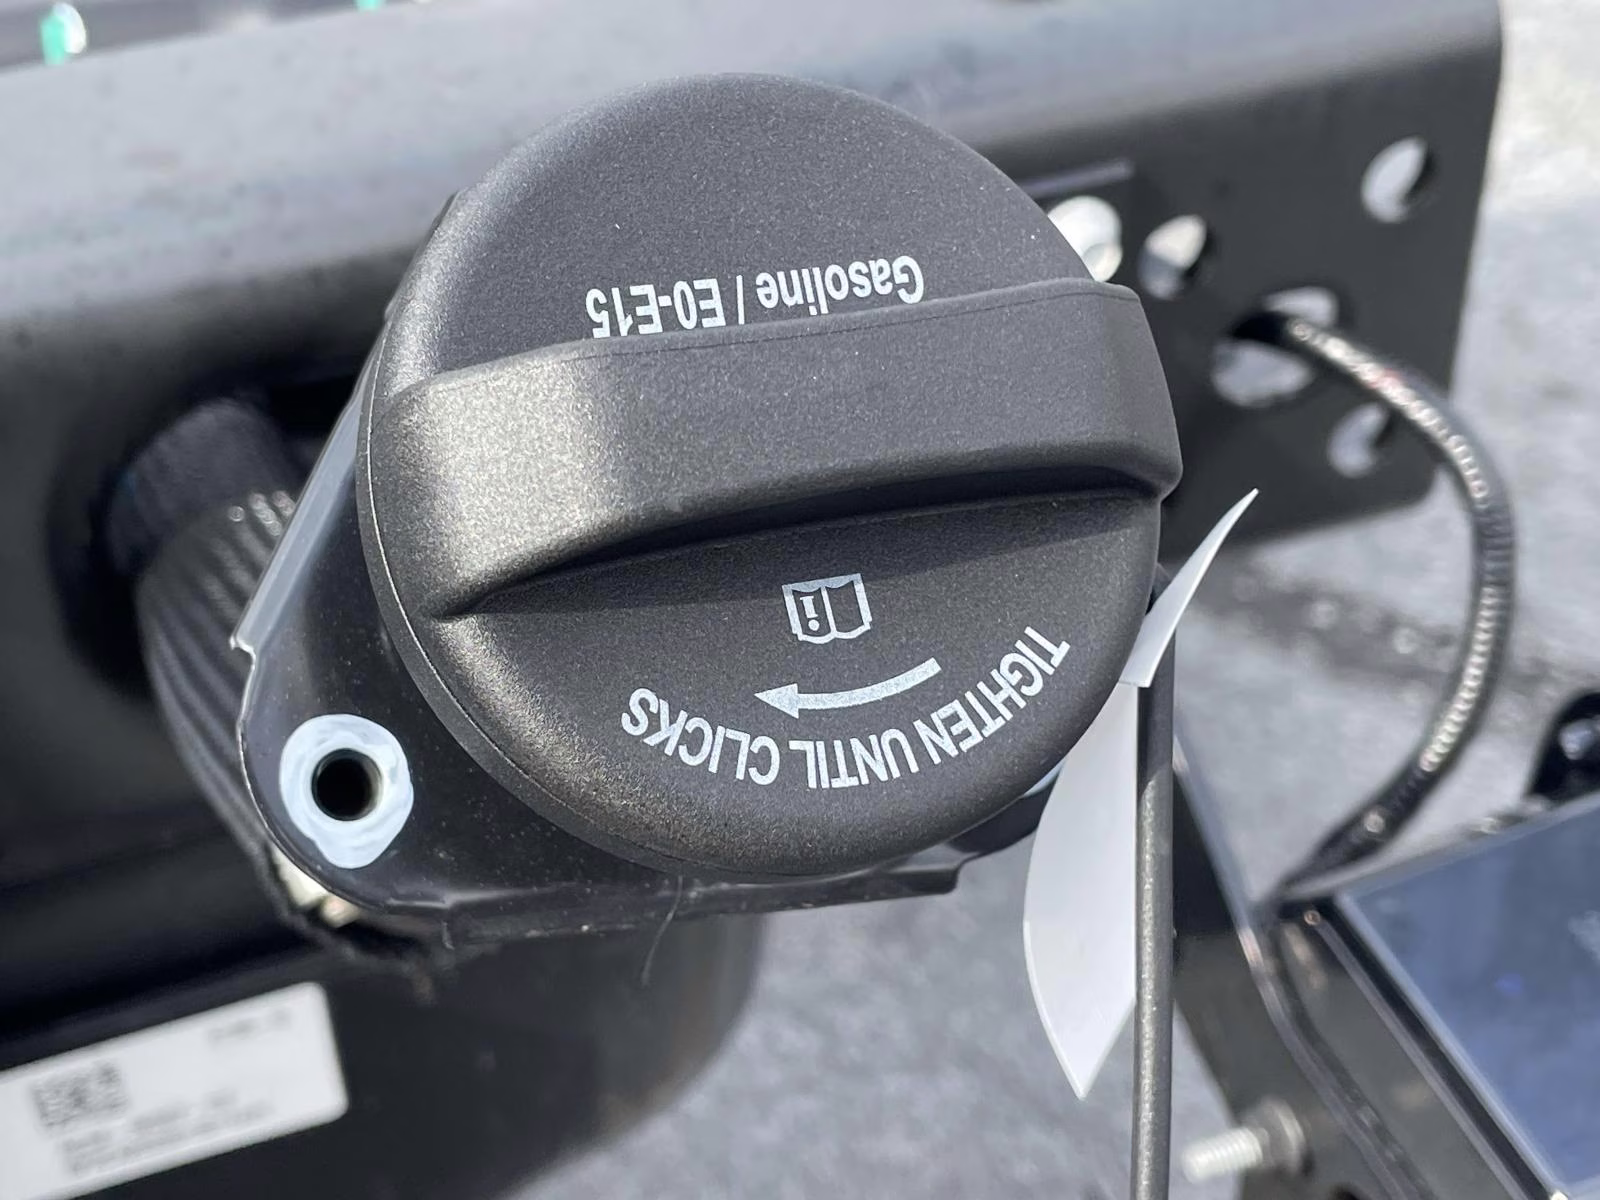 TIGHTEN UNTIL CLICKS
i
Gasoline / E0-E15